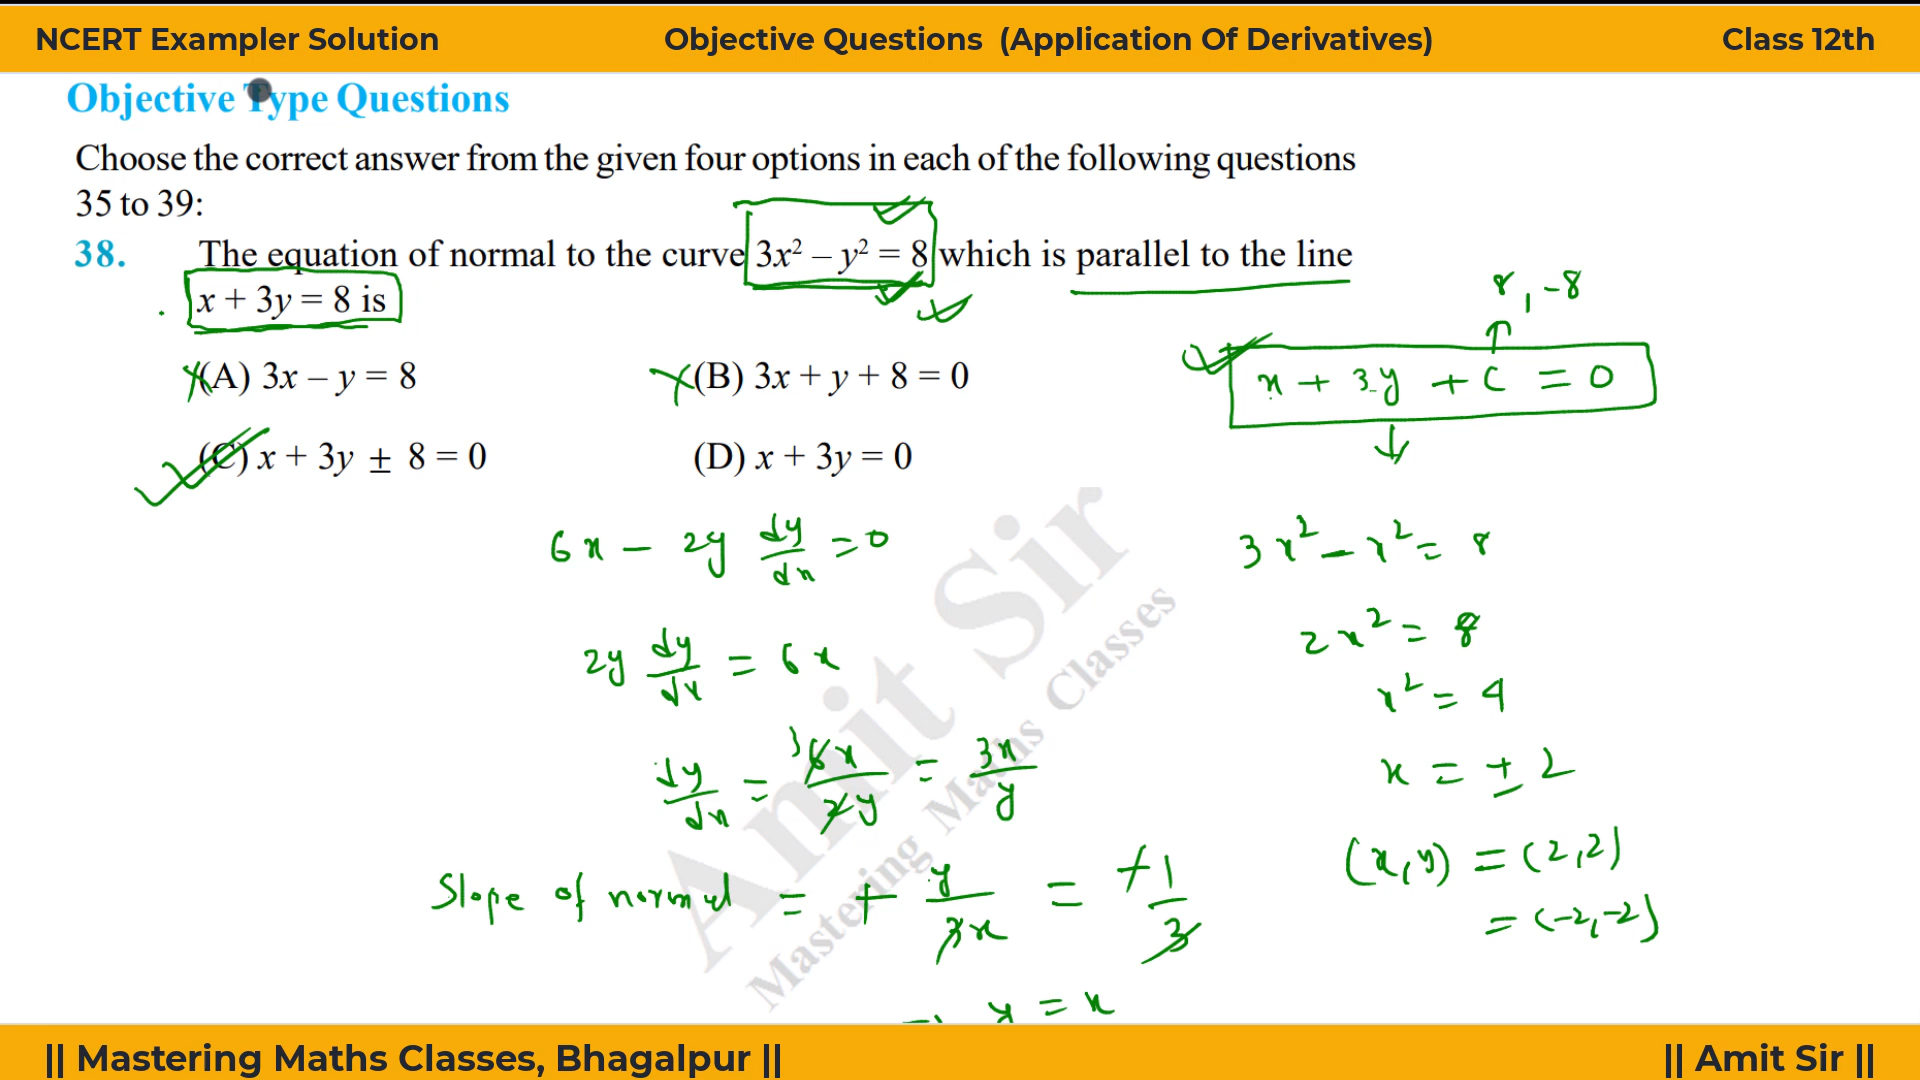 NCERT Exampler Solution Objective Questions (Application Of Derivatives) Class 12th
Objective Type Questions
Choose the correct answer from the given four options in each of the following questions
35 to 39:
38. The equation of normal to the curve 3x² – y² = 8 which is parallel to the line
x + 3y = 8 is
8, -8
(A) 3x – y = 8 (B) 3x + y + 8 = 0
x + 3y + C = 0
(C) x + 3y ± 8 = 0 (D) x + 3y = 0
6x - 2y dy/dx = 0
2y dy/dx = 6x
dy/dx = 6x/2y = 3x/y
Slope of normal = + y/3x = +1/3
y = x
3x² - x² = 8
2x² = 8
x² = 4
x = ± 2
(x, y) = (2,2)
= (-2,-2)
Amit Sir
Mastering Maths Classes
|| Mastering Maths Classes, Bhagalpur || || Amit Sir ||